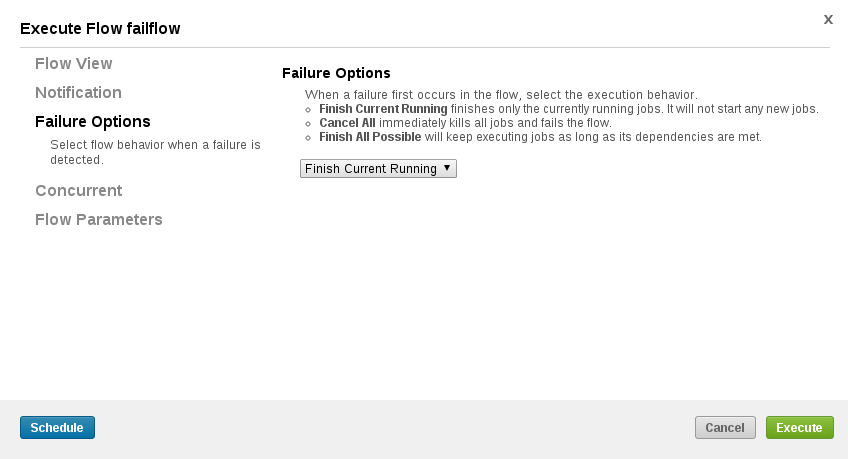 Execute Flow failflow
x
Flow View
Notification
Failure Options
Select flow behavior when a failure is
detected.
Concurrent
Flow Parameters
Failure Options
When a failure first occurs in the flow, select the execution behavior.
Finish Current Running finishes only the currently running jobs. It will not start any new jobs.
Cancel All immediately kills all jobs and fails the flow.
Finish All Possible will keep executing jobs as long as its dependencies are met.
Finish Current Running
Schedule
Cancel
Execute